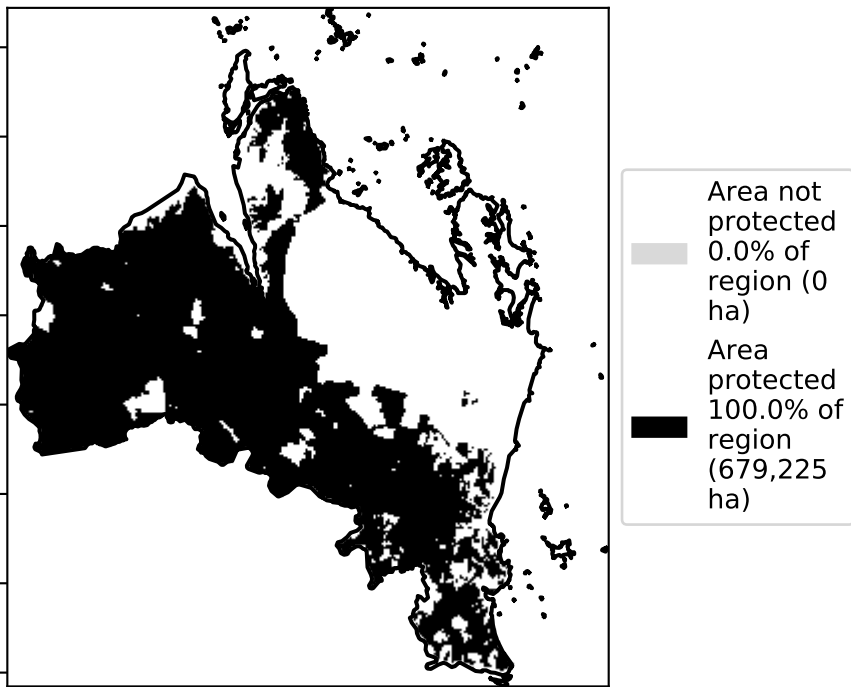 Area not
protected
0.0% of
region (0
ha)
Area
protected
100.0% of
region
(679,225
ha)